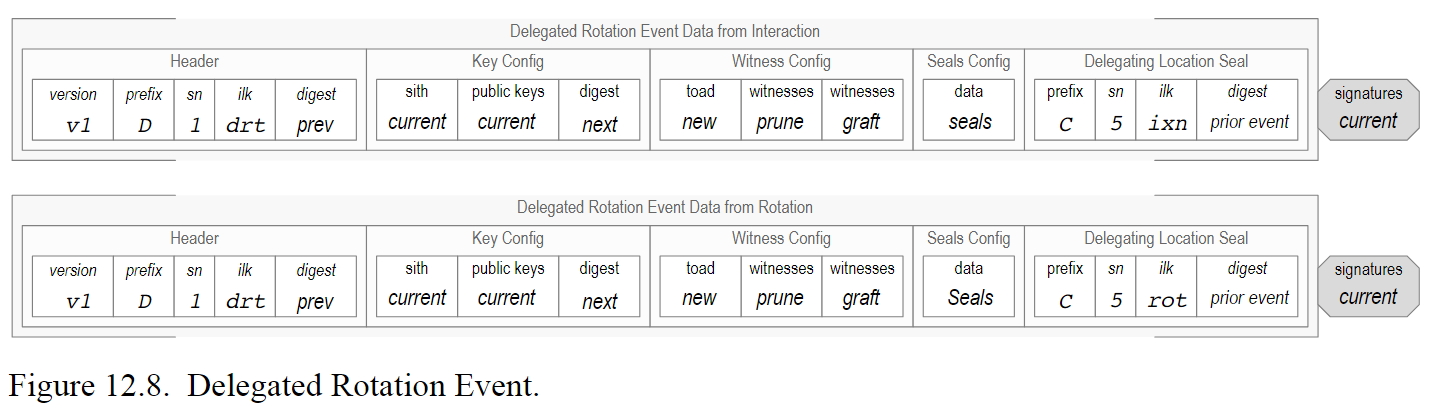 Delegated Rotation Event Data from Interaction
Header Key Config Witness Config Seals Config Delegating Location Seal
version prefix sn ilk digest sith public keys digest toad witnesses witnesses data prefix sn ilk digest signatures
v1 D 1 drt prev current current next new prune graft seals C 5 ixn prior event current
Delegated Rotation Event Data from Rotation
Header Key Config Witness Config Seals Config Delegating Location Seal
version prefix sn ilk digest sith public keys digest toad witnesses witnesses data prefix sn ilk digest signatures
v1 D 1 drt prev current current next new prune graft Seals C 5 rot prior event current
Figure 12.8. Delegated Rotation Event.